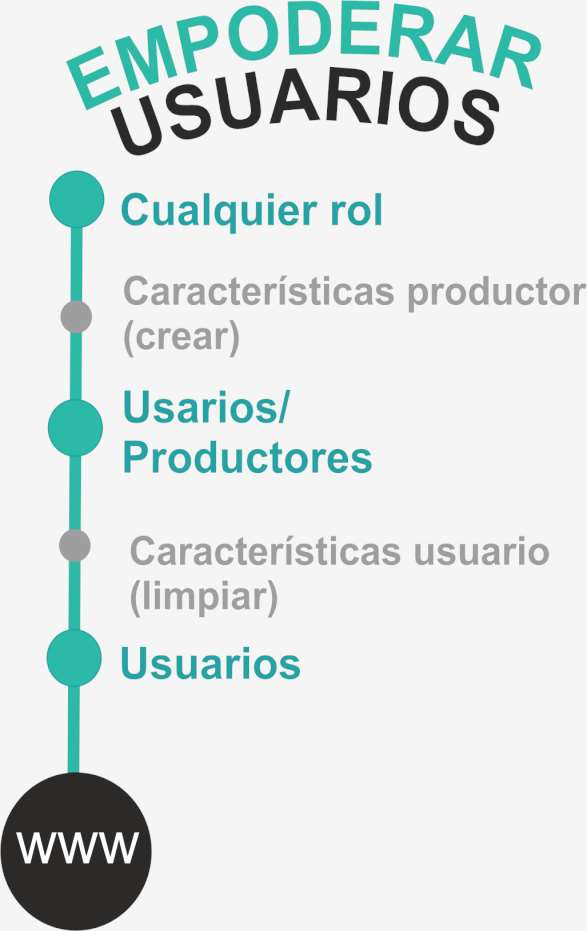 EMPODERAR
USUARIOS
Cualquier rol
Características productor
(crear)
Usarios/
Productores
Características usuario
(limpiar)
Usuarios
WWW